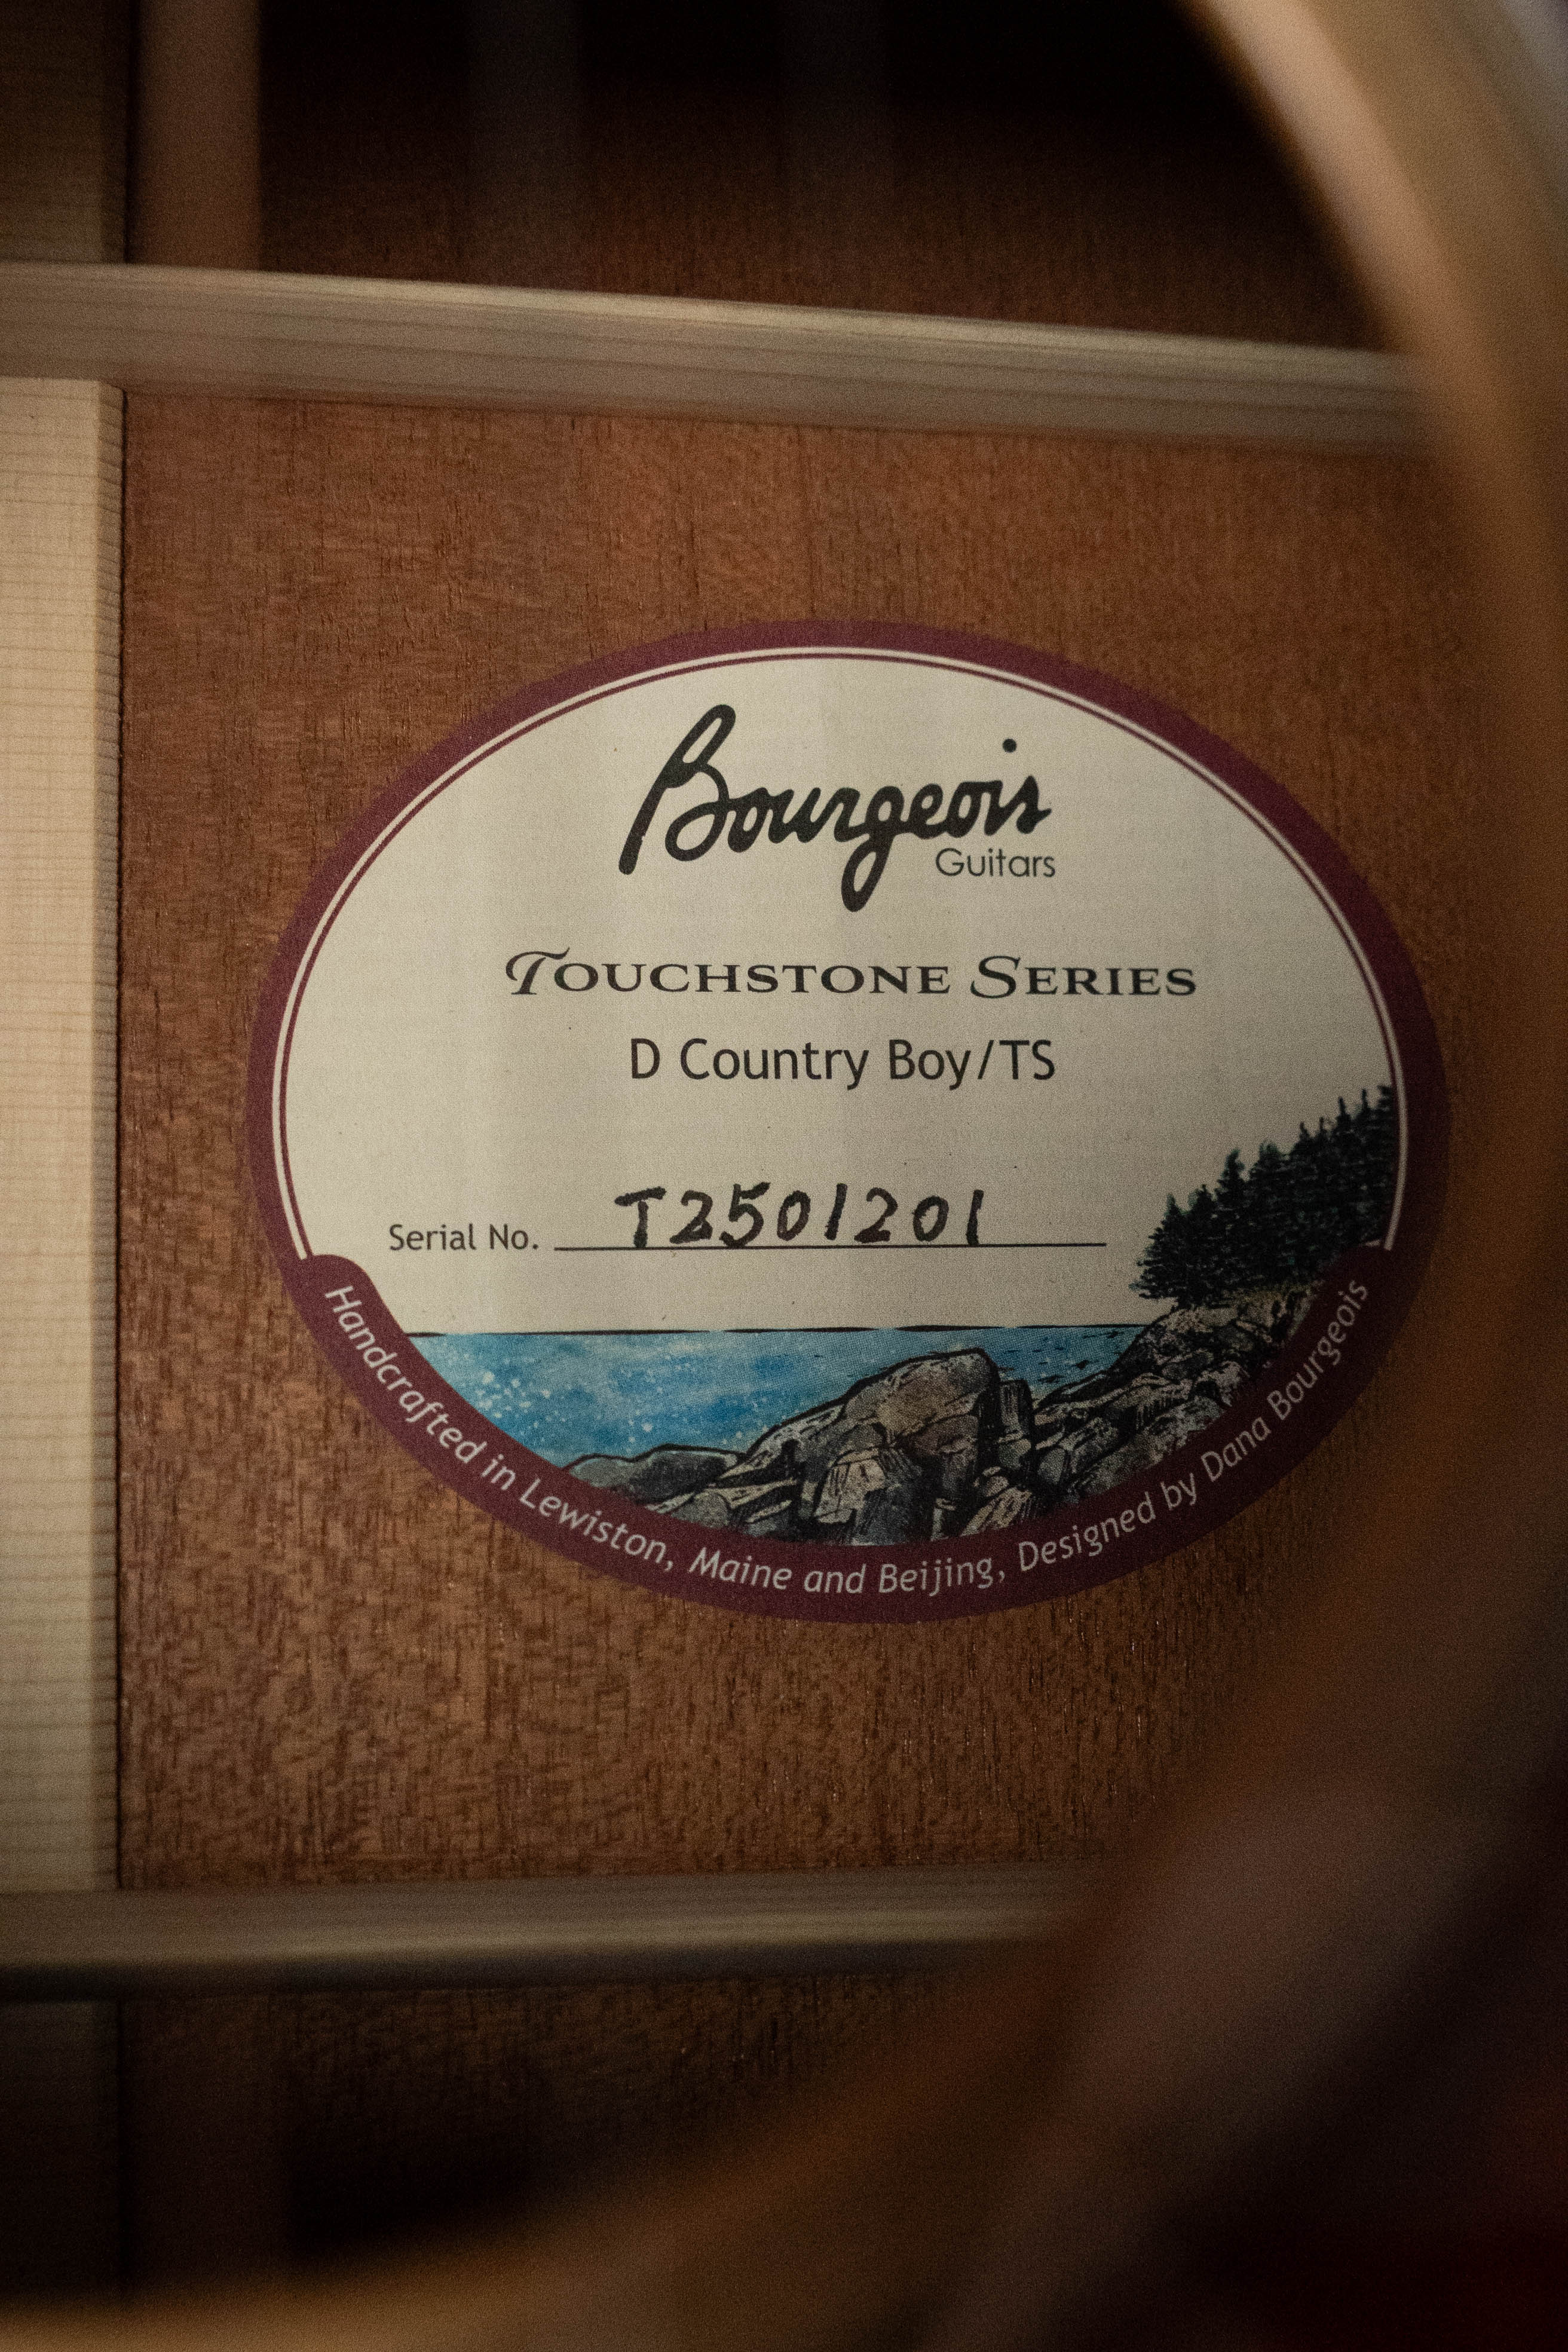 Bourgeois
Guitars
Touchstone Series
D Country Boy/TS
Serial No. T2501201
Handcrafted in Lewiston, Maine and Beijing, Designed by Dana Bourgeois